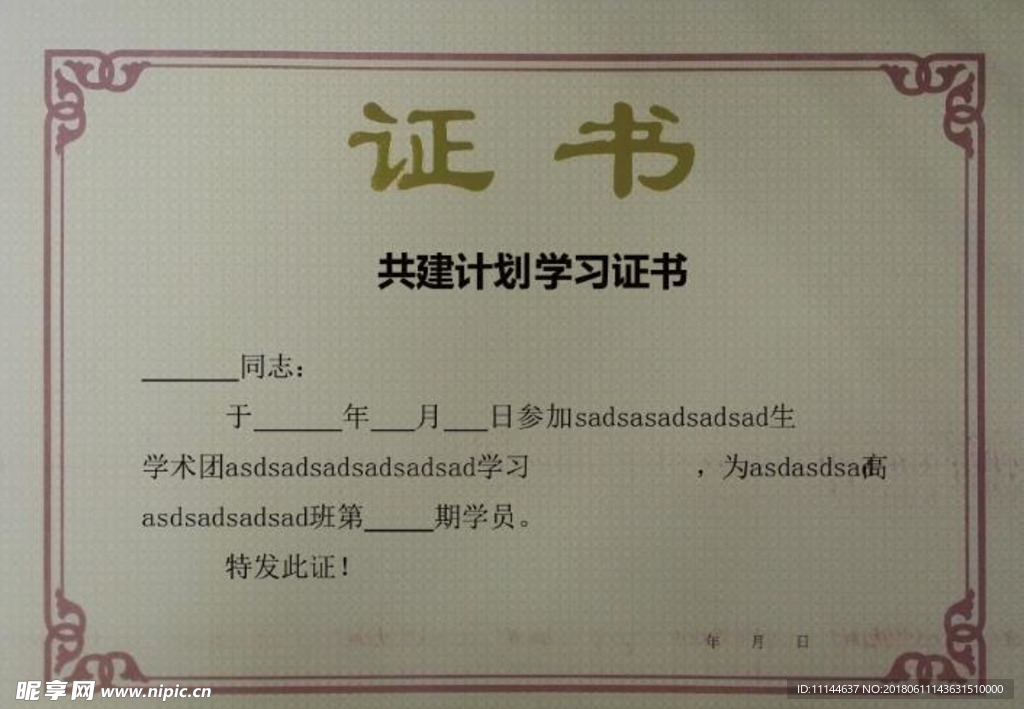 证书
共建计划学习证书
______同志：
于______年___月___日参加sadsasadsadsad生
学术团asdsadsadsadsadsad学习 ，为asdasdsad高
asdsadsadsad班第_____期学员。
特发此证！
年 月 日
昵享网 www.nipic.cn
ID:11144637 NO:20180611143631510000